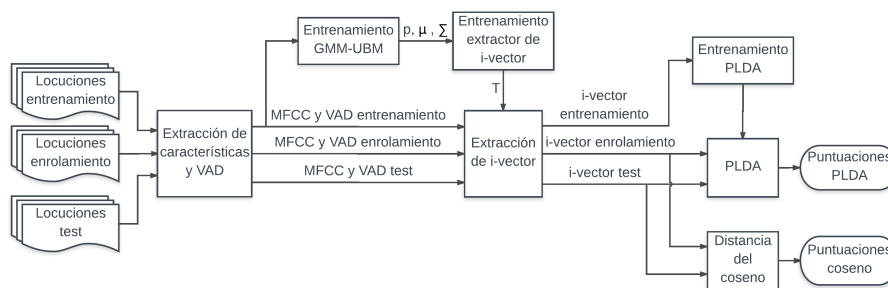 Entrenamiento
GMM-UBM
p, μ , ∑
Entrenamiento
extractor de
i-vector
T
Entrenamiento
PLDA
Locuciones
entrenamiento
Locuciones
enrolamiento
Locuciones
test
Extracción de
características
y VAD
MFCC y VAD entrenamiento
MFCC y VAD enrolamiento
MFCC y VAD test
Extracción
de i-vector
i-vector
entrenamiento
i-vector enrolamiento
i-vector test
PLDA
Puntuaciones
PLDA
Distancia
del
coseno
Puntuaciones
coseno